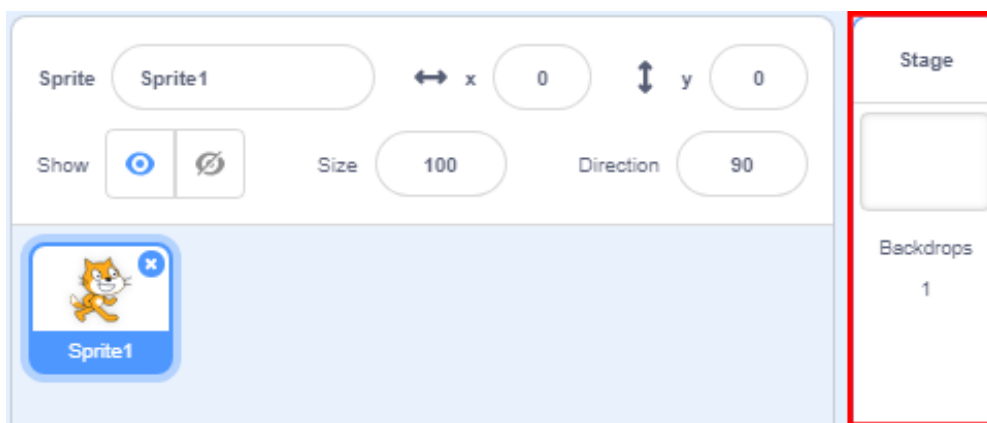 Sprite Sprite1 x 0 y 0
Show Size 100 Direction 90
Sprite1
Stage
Backdrops
1